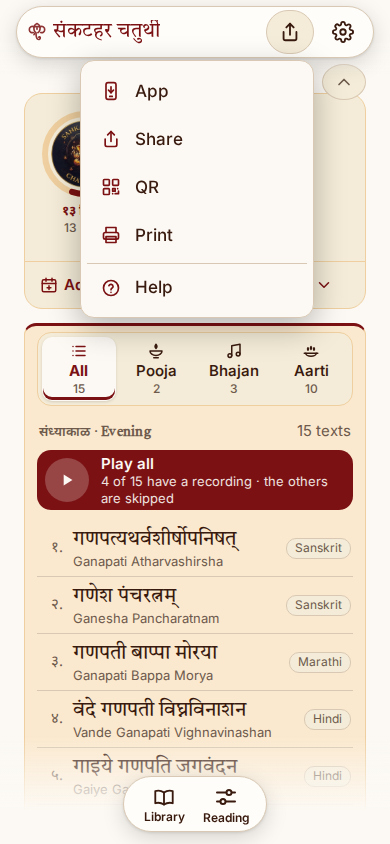 संकटहर चतुर्थी
App
Share
QR
Print
Help
१३
13
All
15
Pooja
2
Bhajan
3
Aarti
10
संध्याकाळ · Evening
15 texts
Play all
4 of 15 have a recording · the others
are skipped
१. गणपत्यथर्वशीर्षोपनिषत्
Ganapati Atharvashirsha
Sanskrit
२. गणेश पंचरत्नम्
Ganesha Pancharatnam
Sanskrit
३. गणपती बाप्पा मोरया
Ganapati Bappa Morya
Marathi
४. वंदे गणपती विघ्नविनाशन
Vande Ganapati Vighnavinashan
Hindi
५. गाइये गणपति जगवंदन
Gaiye
Hindi
Library
Reading